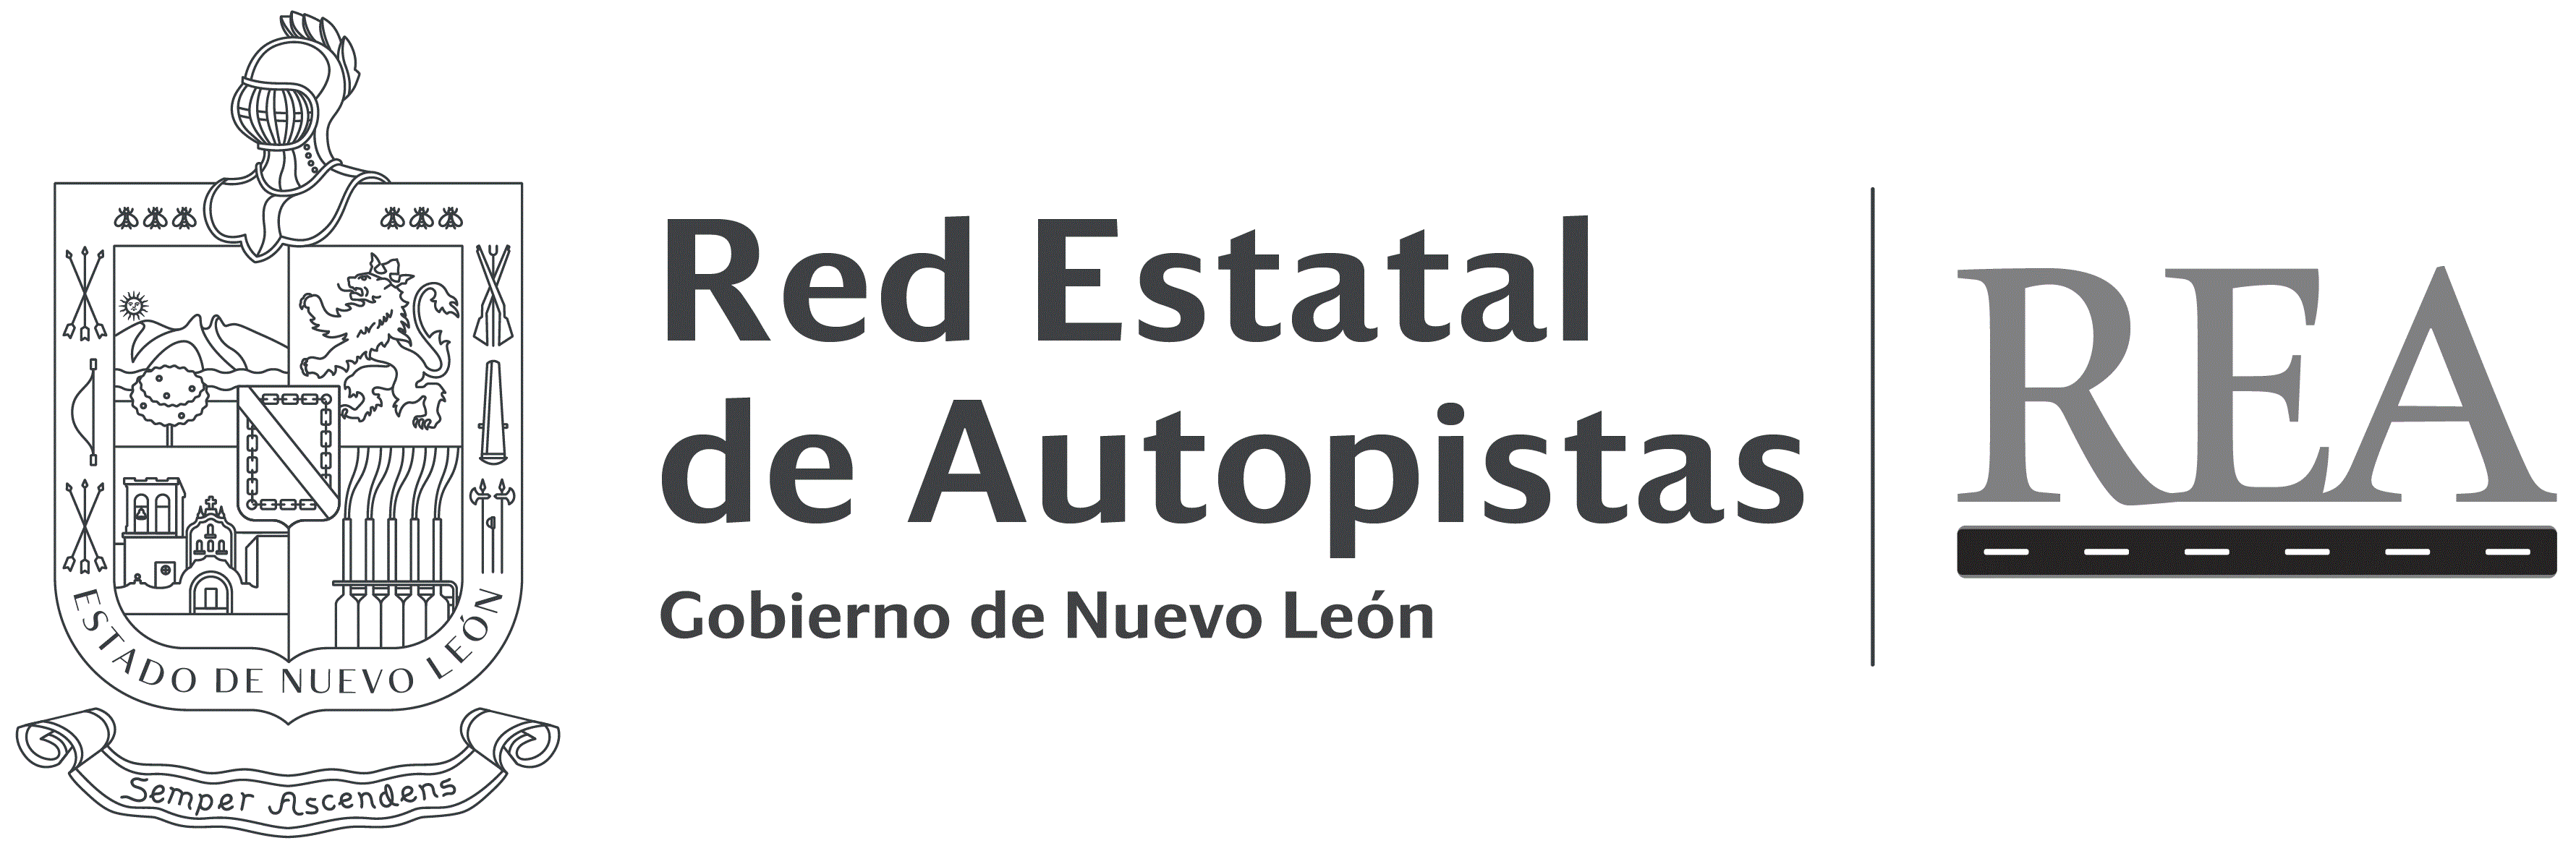 ESTADO DE NUEVO LEÓN
Semper Ascendens
Red Estatal
de Autopistas
Gobierno de Nuevo León
REA